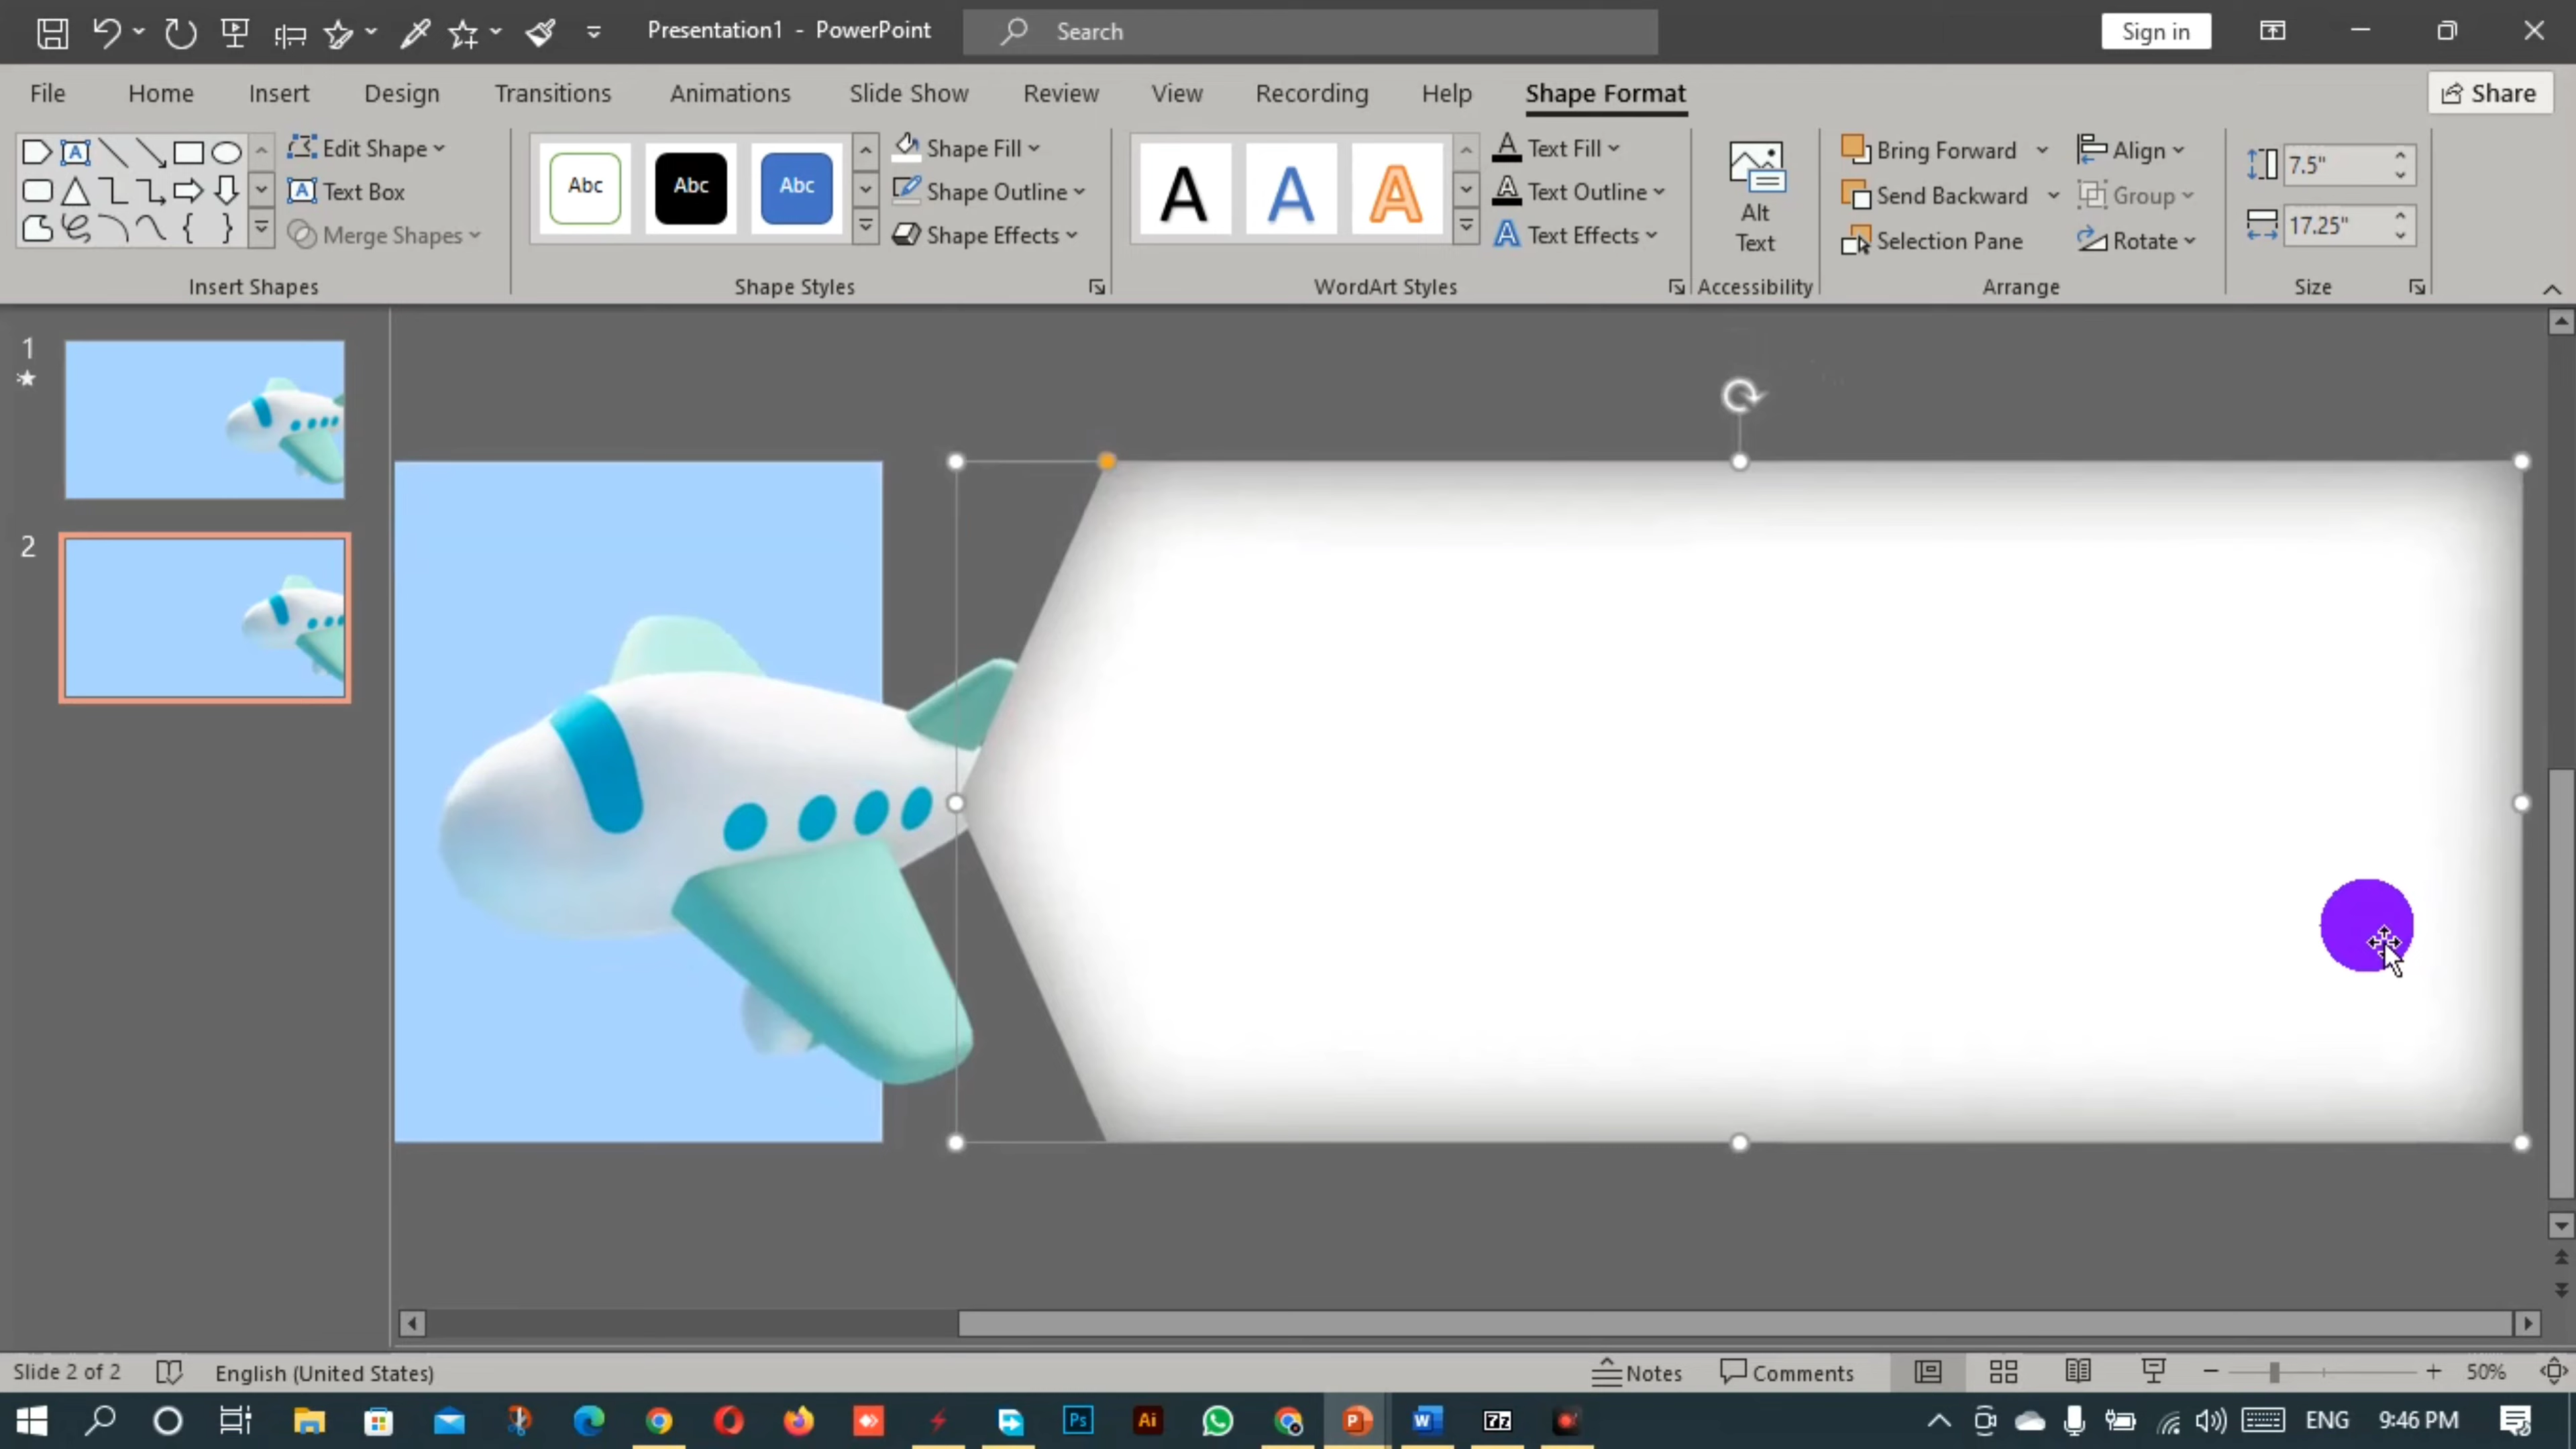 Presentation1 - PowerPoint
Search
Sign in
File
Home
Insert
Design
Transitions
Animations
Slide Show
Review
View
Recording
Help
Shape Format
Share
Edit Shape
Text Box
Merge Shapes
Insert Shapes
Abc
Abc
Abc
Shape Fill
Shape Outline
Shape Effects
Shape Styles
A
A
A
Text Fill
Text Outline
Text Effects
WordArt Styles
Alt
Text
Accessibility
Bring Forward
Send Backward
Selection Pane
Align
Group
Rotate
Arrange
7.5"
17.25"
Size
1
2
Slide 2 of 2
English (United States)
Notes
Comments
50%
Ps
Ai
P
W
7z
ENG
9:46 PM